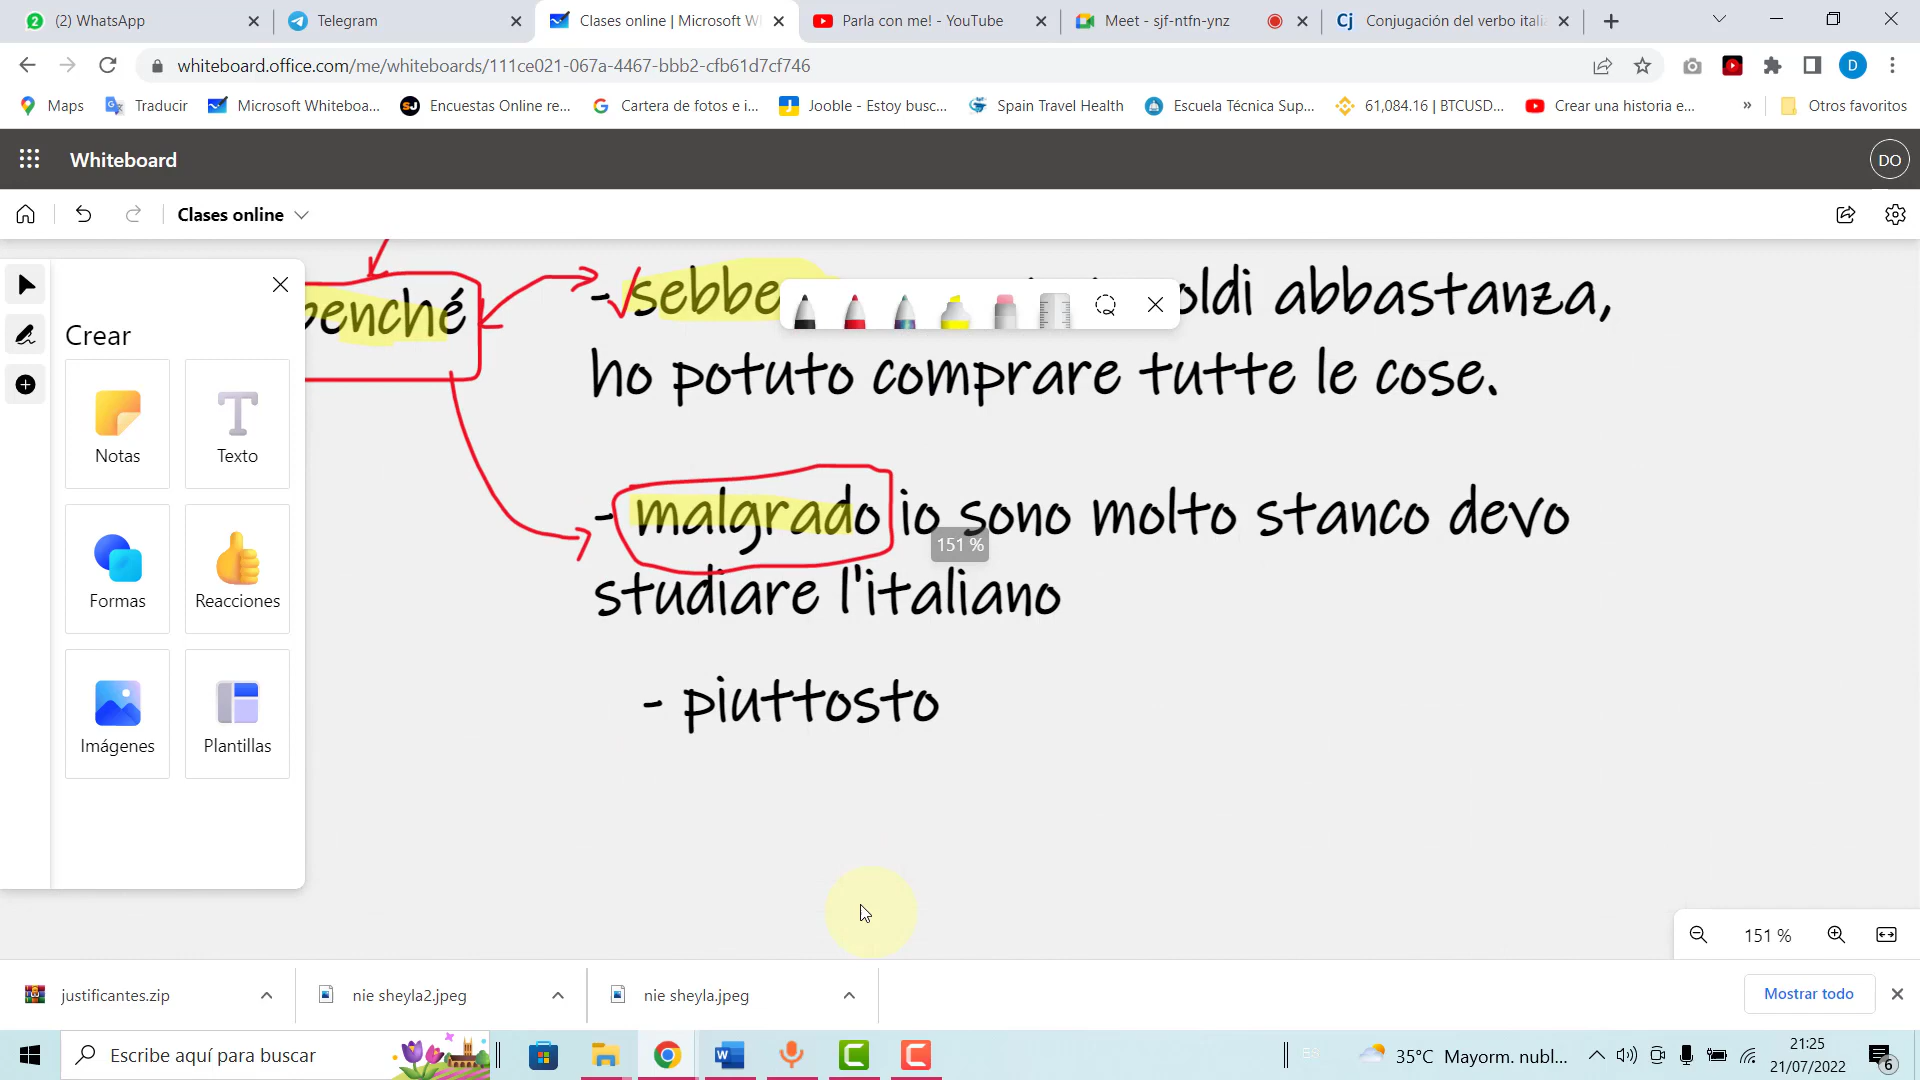 (2) WhatsApp
Telegram
Clases online | Microsoft W
Parla con me! - YouTube
Meet - sjf-ntfn-ynz
Cj Conjugación del verbo itali
whiteboard.office.com/me/whiteboards/111ce021-067a-4467-bbb2-cfb61d7cf746
D
Maps
Traducir
Microsoft Whiteboa...
Encuestas Online re...
Cartera de fotos e i...
Jooble - Estoy busc...
Spain Travel Health
Escuela Técnica Sup...
61,084.16 | BTCUSD...
Crear una historia e...
»
Otros favoritos
Whiteboard
DO
Clases online
benché
- sebbe
oldi abbastanza,
ho potuto comprare tutte le cose.
- malgrado io sono molto stanco devo
151 %
studiare l'italiano
- piuttosto
Crear
Notas
Texto
Formas
Reacciones
Imágenes
Plantillas
151 %
justificantes.zip
nie sheyla2.jpeg
nie sheyla.jpeg
Mostrar todo
Escribe aquí para buscar
35°C Mayorm. nubl...
21:25
21/07/2022
6